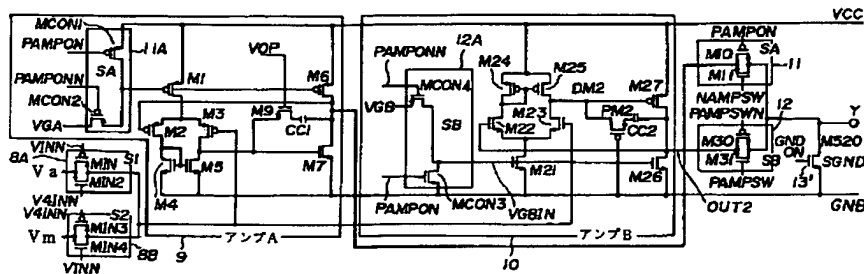 MCON1
11A
VCC
PAMPON
SA
M1
VOP
M6
PAMPONN
12A
M24
M25
M27
PAMPON
SA
M10
M11
11
PAMPONN
MCON2
M3
M9
CC1
VGB
MCON4
DM2
PM2
NAMPSW
PAMPSWN
12
Y
VGA
M2
SB
M23
M22
CC2
M30
M31
GND
ON
M520
SGND
VINN
S1
8A
MIN
Va
MIN2
M5
M7
M21
M26
SB
13'
M4
PAMPON
MCON3
VGBIN
PAMPSW
GNB
V4INN
V4INN
S2
MIN3
Vm
MIN4
8B
アンプA
アンプB
OUT2
VINN
9
10